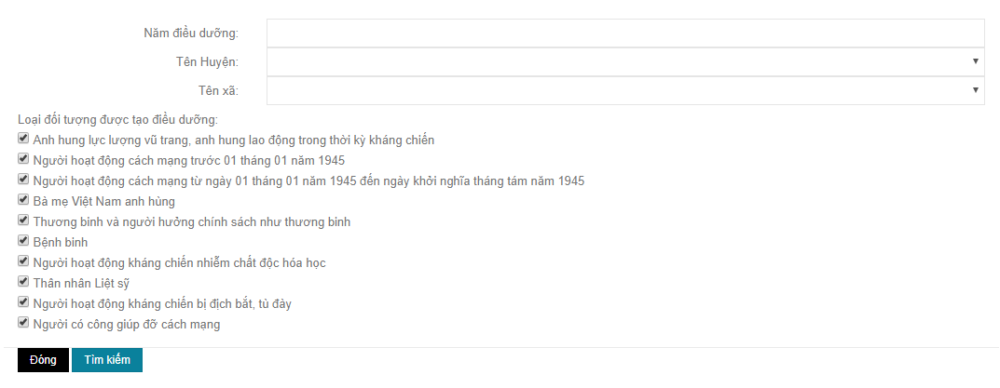 Năm điều dưỡng:
Tên Huyện:
Tên xã:
Loại đối tượng được tạo điều dưỡng:
Anh hung lực lượng vũ trang, anh hung lao động trong thời kỳ kháng chiến
Người hoạt động cách mạng trước 01 tháng 01 năm 1945
Người hoạt động cách mạng từ ngày 01 tháng 01 năm 1945 đến ngày khởi nghĩa tháng tám năm 1945
Bà mẹ Việt Nam anh hùng
Thương binh và người hưởng chính sách như thương binh
Bệnh binh
Người hoạt động kháng chiến nhiễm chất độc hóa học
Thân nhân Liệt sỹ
Người hoạt động kháng chiến bị địch bắt, tù đày
Người có công giúp đỡ cách mạng
Đóng Tìm kiếm